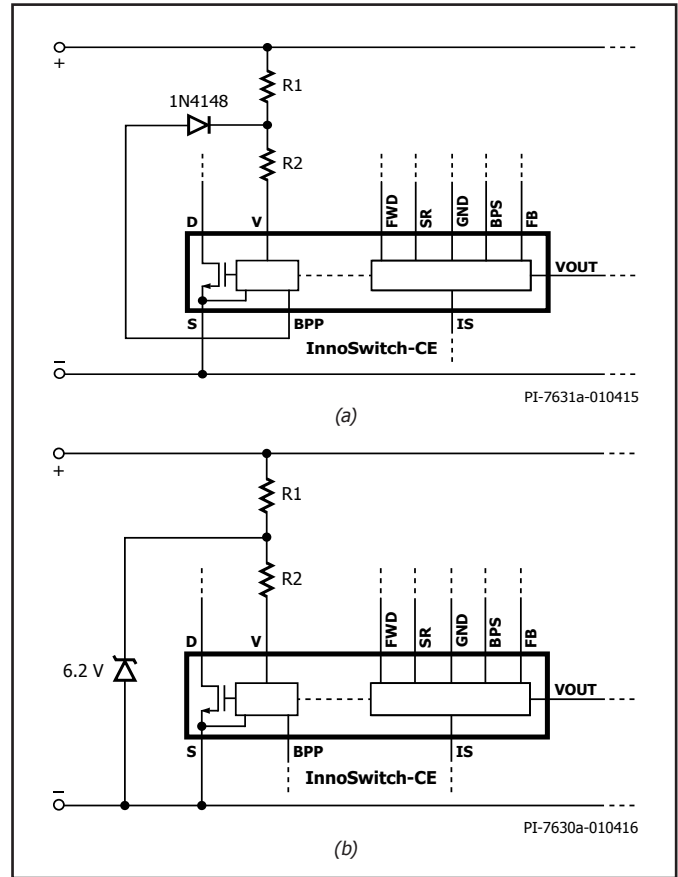 +
R1
1N4148
R2
D
V
FWD
SR
GND
BPS
FB
VOUT
S
BPP
IS
InnoSwitch-CE
–
PI-7631a-010415
(a)
+
R1
R2
D
V
FWD
SR
GND
BPS
FB
6.2 V
VOUT
S
BPP
IS
InnoSwitch-CE
–
PI-7630a-010416
(b)